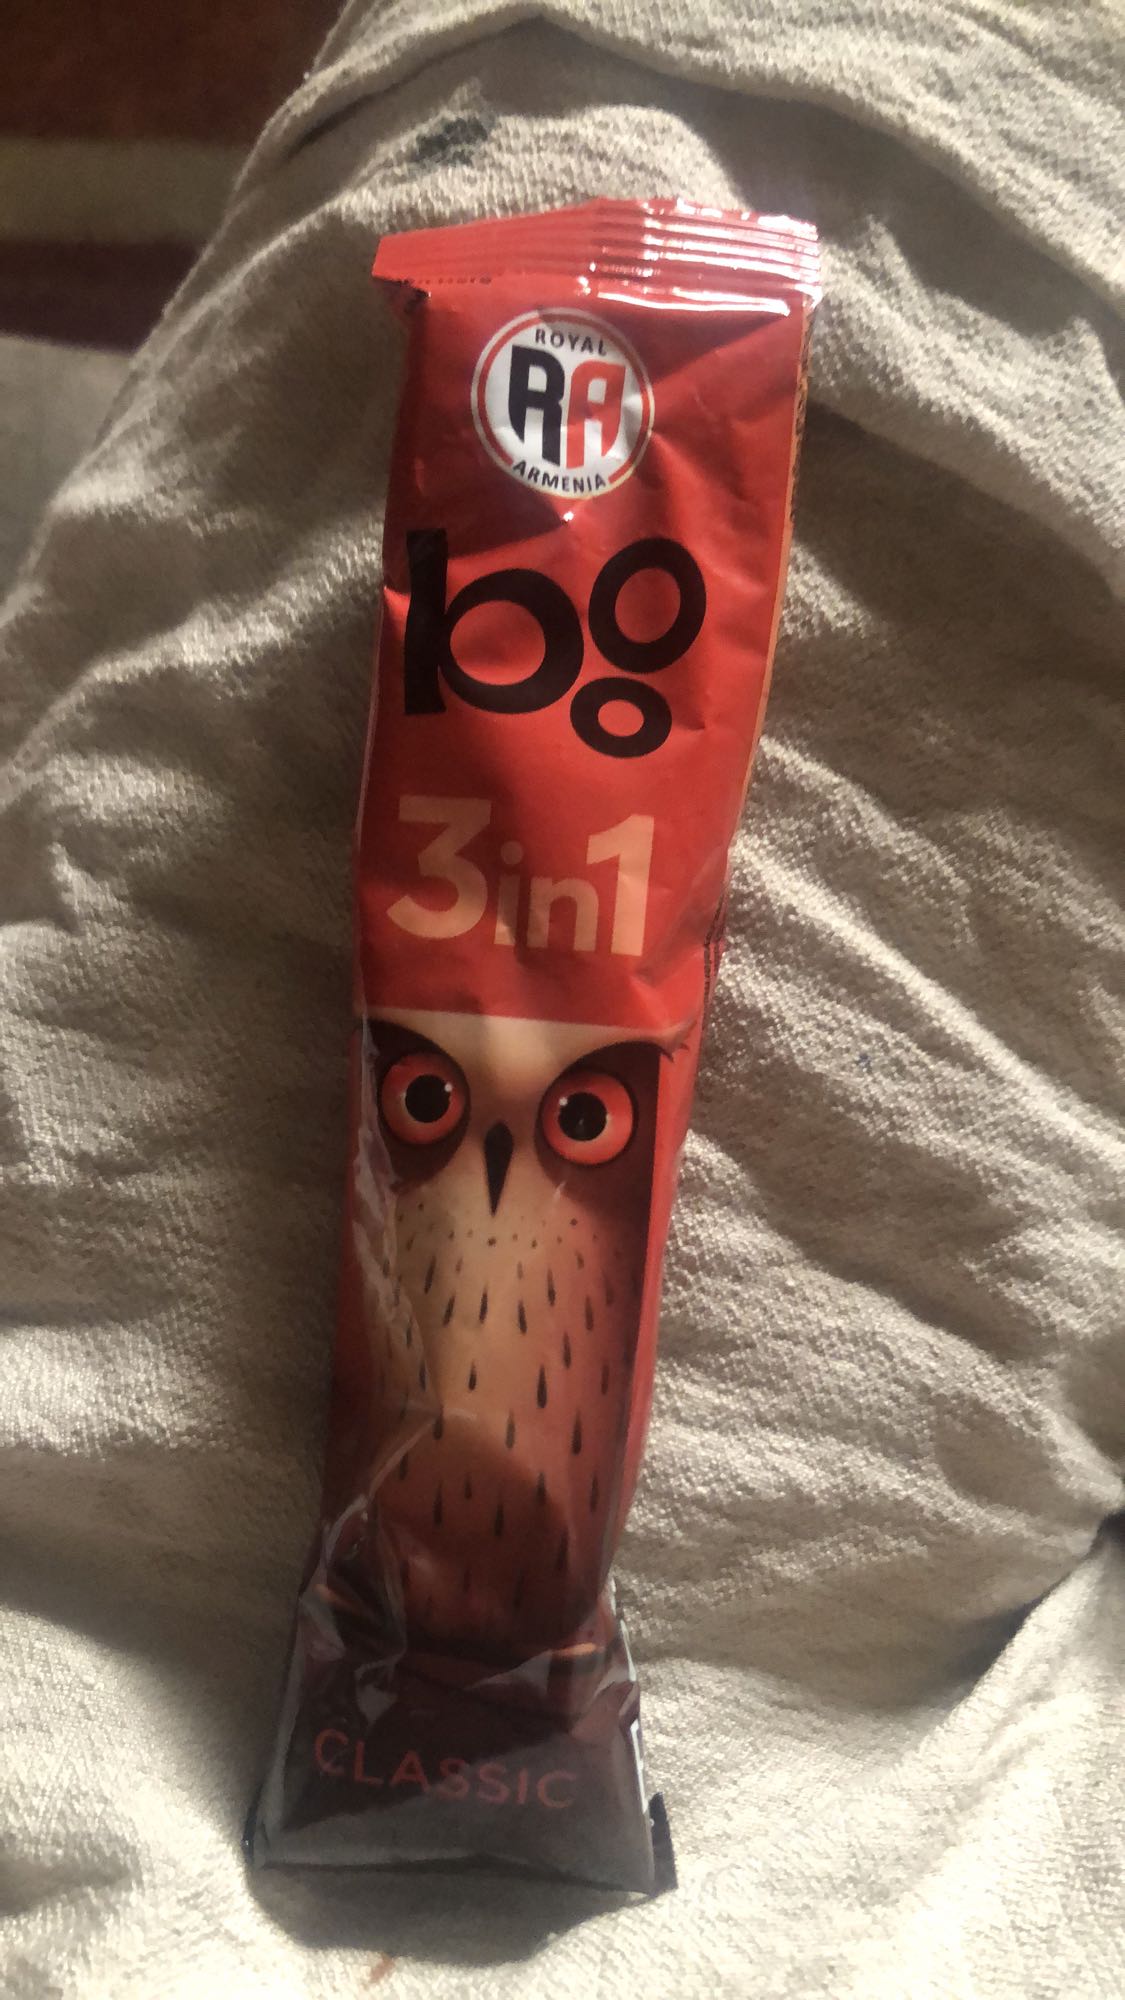 ROYAL
RA
ARMENIA
boo
3in1
CLASSIC